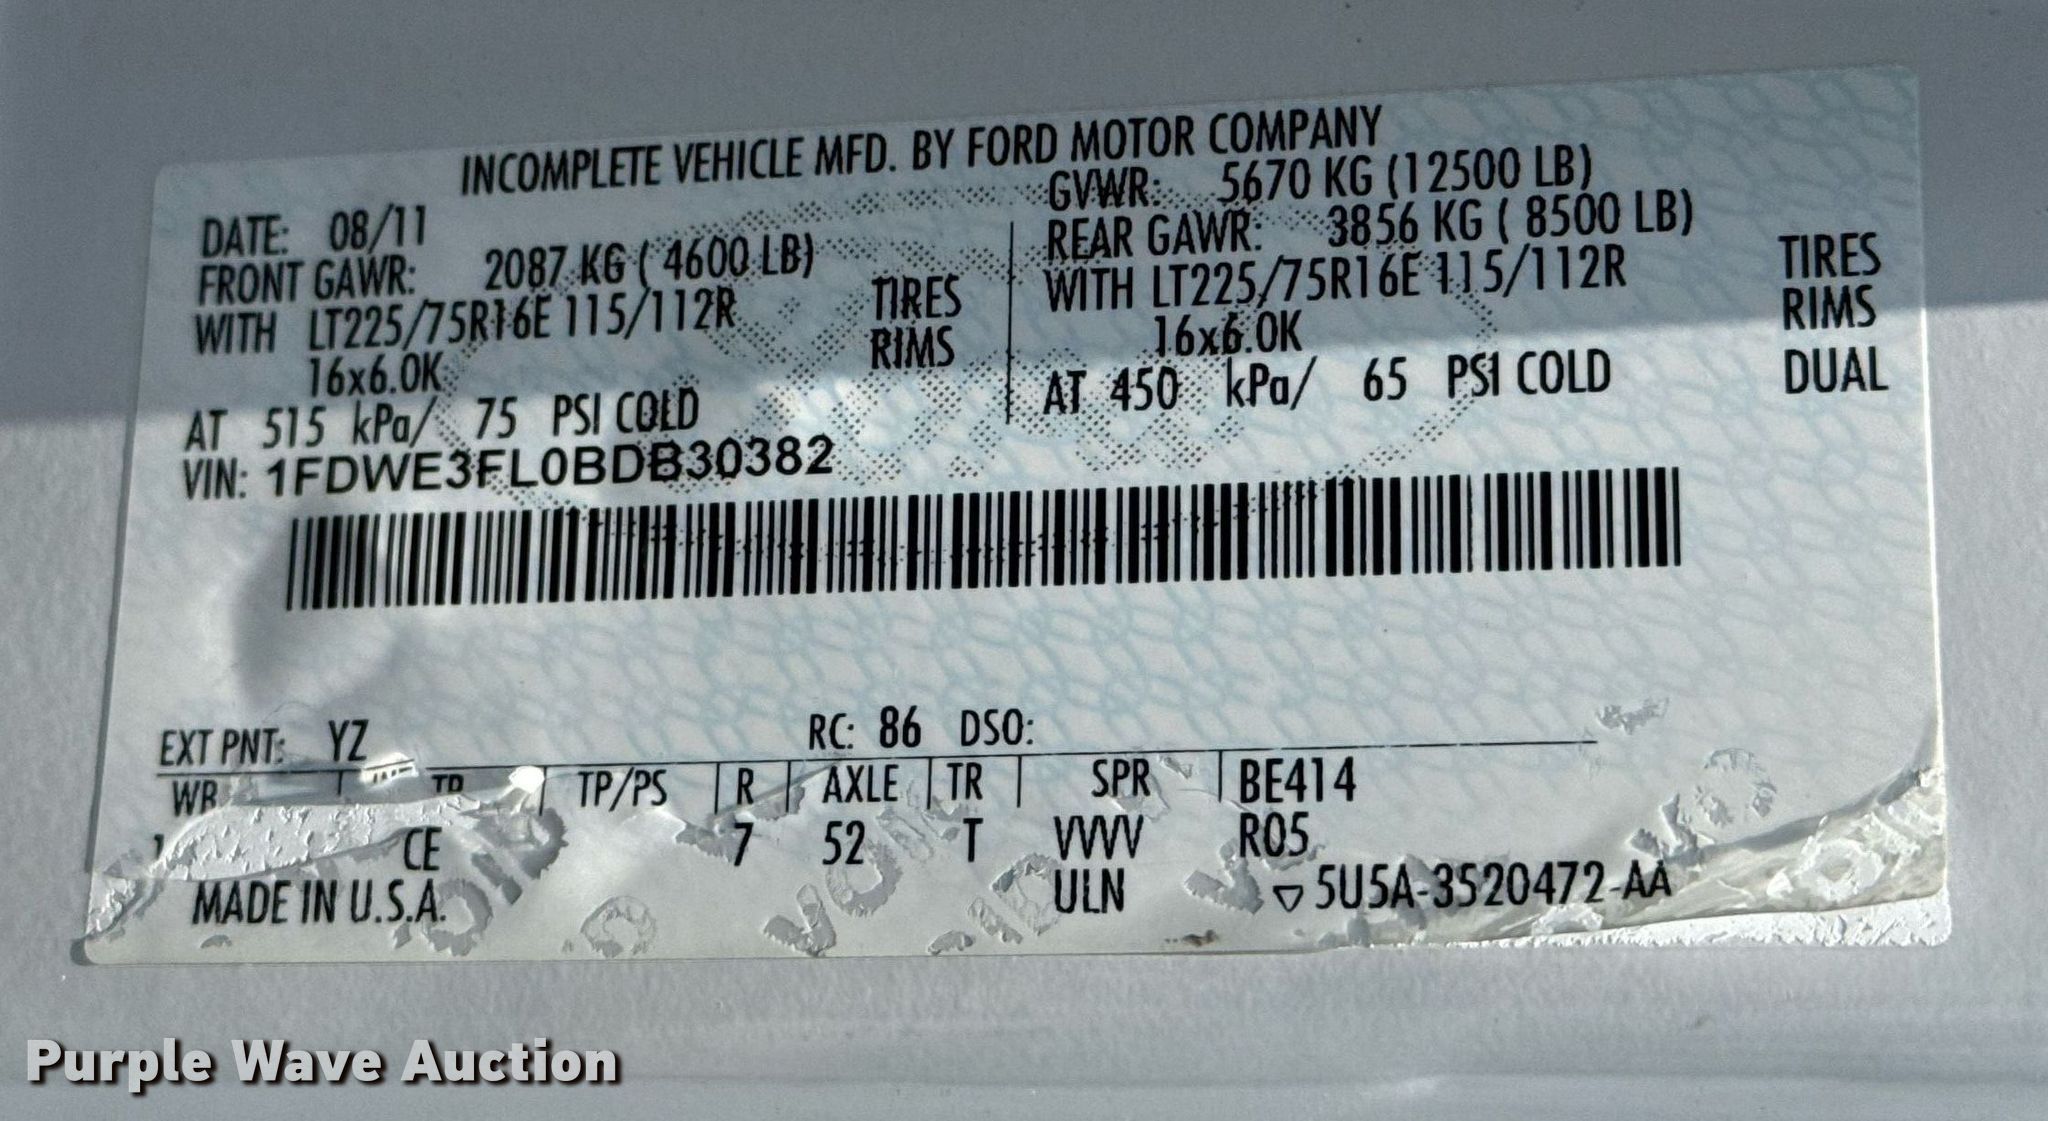 INCOMPLETE VEHICLE MFD. BY FORD MOTOR COMPANY
DATE: 08/11 GVWR: 5670 KG (12500 LB)
FRONT GAWR: 2087 KG ( 4600 LB) REAR GAWR: 3856 KG ( 8500 LB)
WITH LT225/75R16E 115/112R TIRES WITH LT225/75R16E 115/112R TIRES
16x6.0K RIMS 16x6.0K RIMS
AT 515 kPa/ 75 PSI COLD AT 450 kPa/ 65 PSI COLD DUAL
VIN: 1FDWE3FL0BDB30382
EXT PNT: YZ RC: 86 DSO:
WB TP/PS R AXLE TR SPR BE414
CE 7 52 T VVVV R05
MADE IN U.S.A. ULN ▽5U5A-3520472-AA
Purple Wave Auction